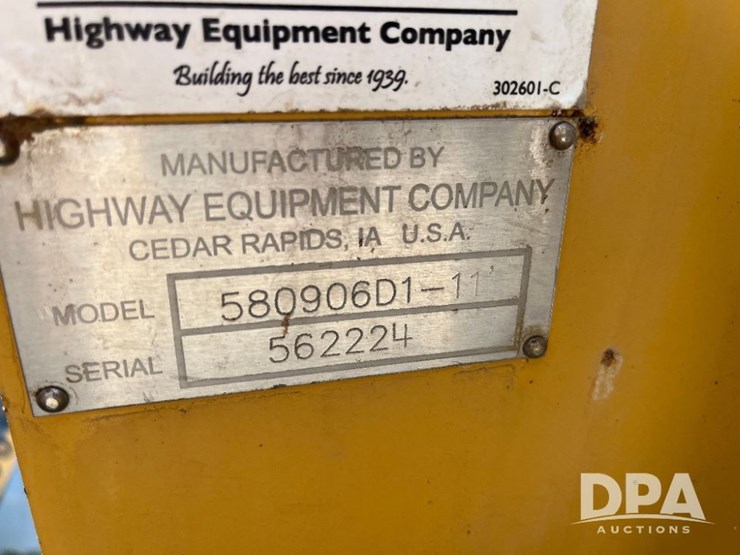 Highway Equipment Company
Building the best since 1939.
302601-C
MANUFACTURED BY
HIGHWAY EQUIPMENT COMPANY
CEDAR RAPIDS, IA U.S.A.
MODEL 580906D1-11'
SERIAL 562224
DPA
AUCTIONS